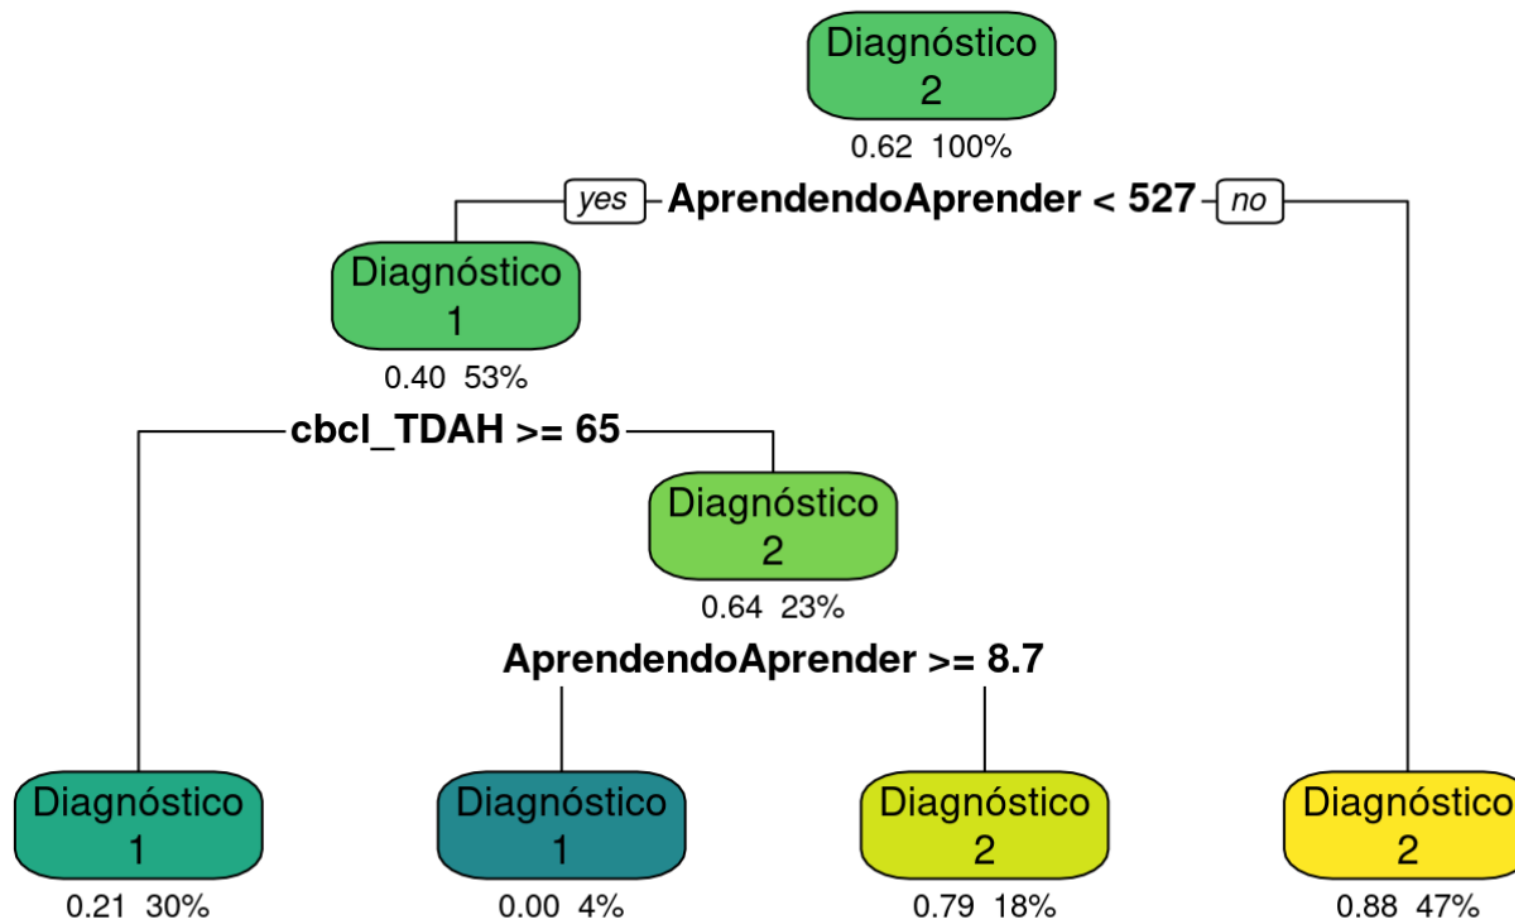 Diagnóstico
2
0.62 100%
yes AprendendoAprender < 527 no
Diagnóstico
1
0.40 53%
cbcl_TDAH >= 65
Diagnóstico
2
0.64 23%
AprendendoAprender >= 8.7
Diagnóstico
1
0.21 30%
Diagnóstico
1
0.00 4%
Diagnóstico
2
0.79 18%
Diagnóstico
2
0.88 47%